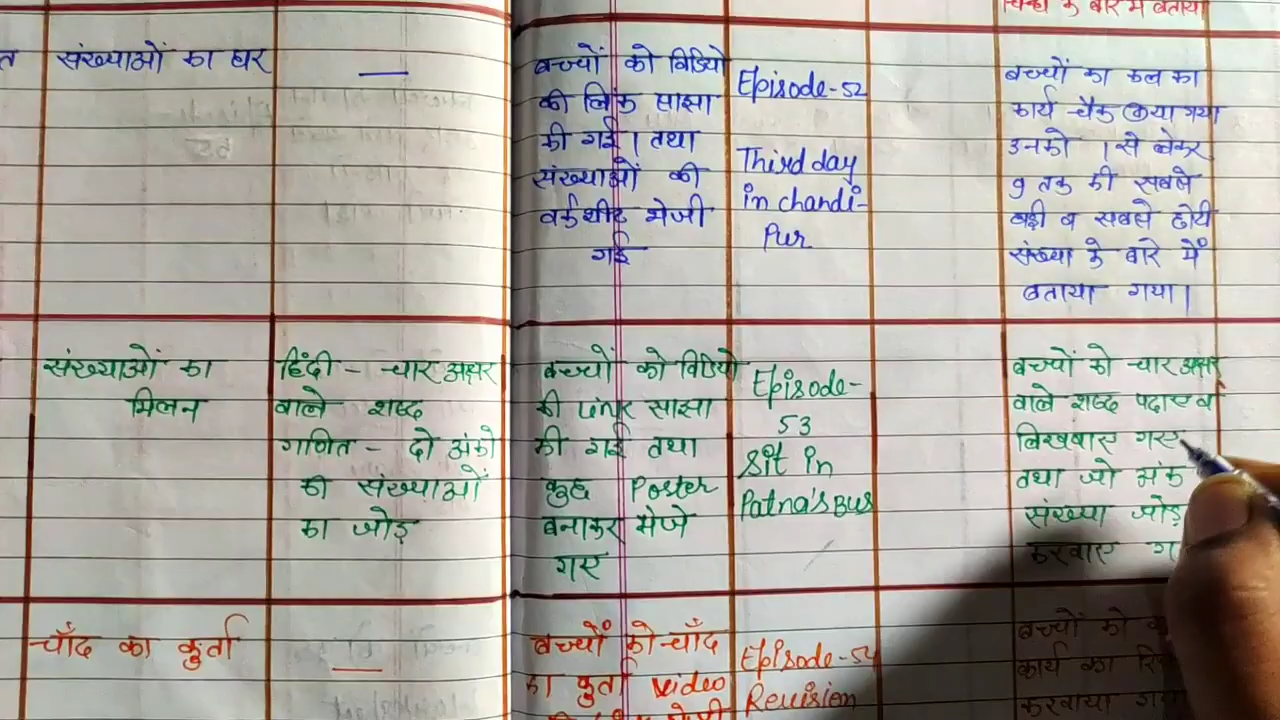 चिन्ह के बारे में बताया
त संख्याओं का घर
बच्चों को विडियो
की लिंक साझा
की गई। तथा
संख्याओं की
वर्कशीट भेजी
गई
Episode-52
Third day
in chandi-
Pur
बच्चों का कल का
कार्य चैक किया गया
उनको 1 से लेकर
9 तक की सबसे
बड़ी व सबसे छोटी
संख्या के बारे में
बताया गया।
संख्याओं का
मिलन
हिंदी - चार अक्षर
वाले शब्द
गणित - दो अंको
की संख्याओं
का जोड़
बच्चों को विडियो
की Link साझा
की गई तथा
कुछ Poster
बनाकर भेजे
गए
Episode-
53
Sit in
Patna's Bus
बच्चों को चार अक्षर
वाले शब्द पढाए व
लिखवाए गए
तथा जो अंक
संख्या जोड़
करवाए ग
चाँद का कुर्ता
बच्चों को चाँद
का कुर्ता video
Episode-54
Revision
बच्चों को
कार्य का
करवाया गया